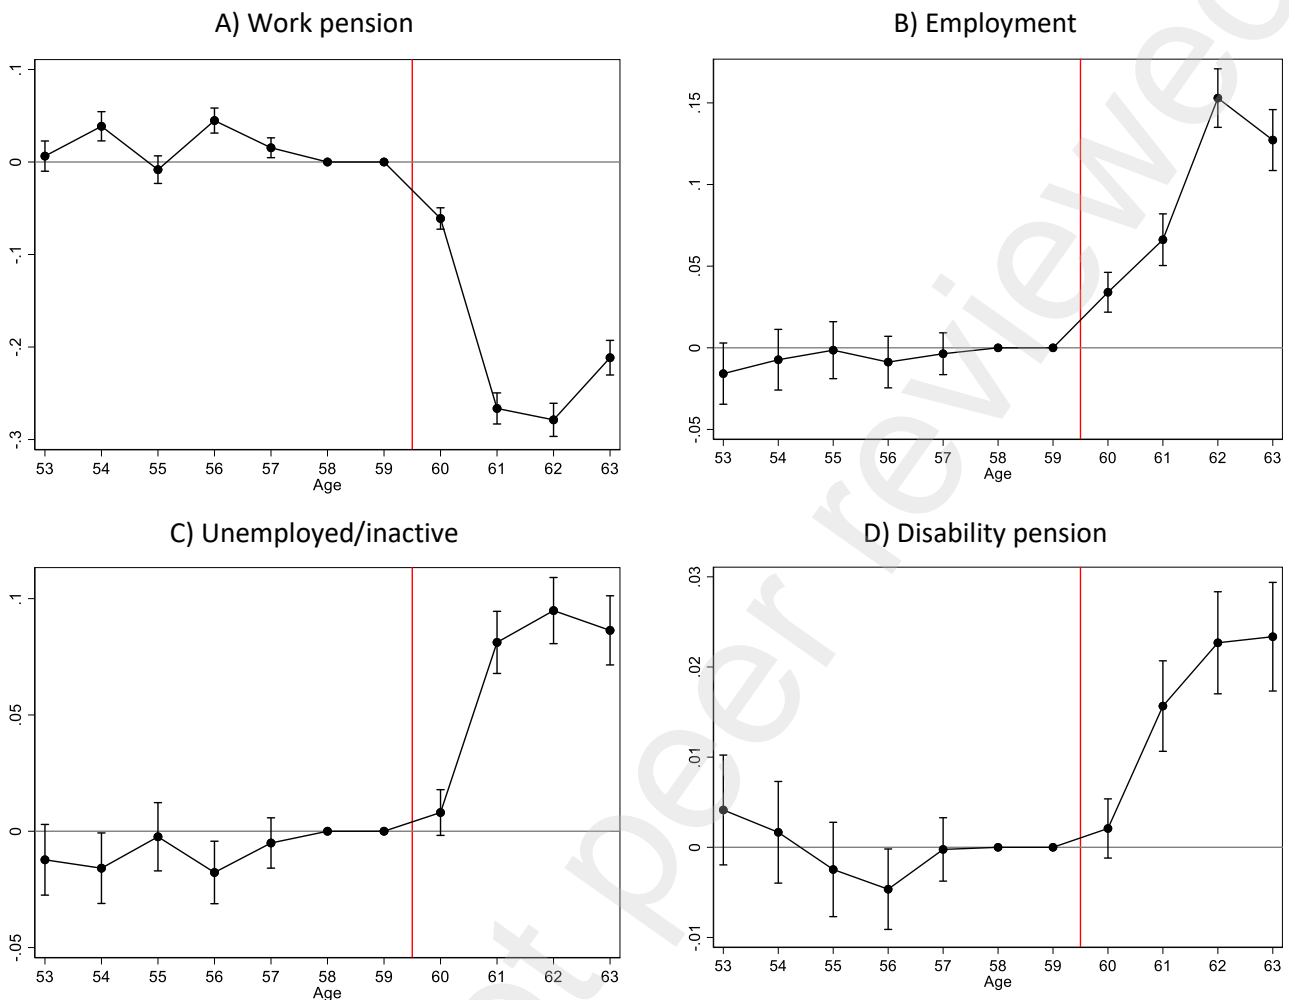 A) Work pension
.1
0
-.1
-.2
-.3
53 54 55 56 57 58 59 60 61 62 63
Age
B) Employment
.15
.1
.05
0
-.05
53 54 55 56 57 58 59 60 61 62 63
Age
C) Unemployed/inactive
.1
.05
0
-.05
53 54 55 56 57 58 59 60 61 62 63
Age
D) Disability pension
.03
.02
.01
0
-.01
53 54 55 56 57 58 59 60 61 62 63
Age
ot peer reviewed